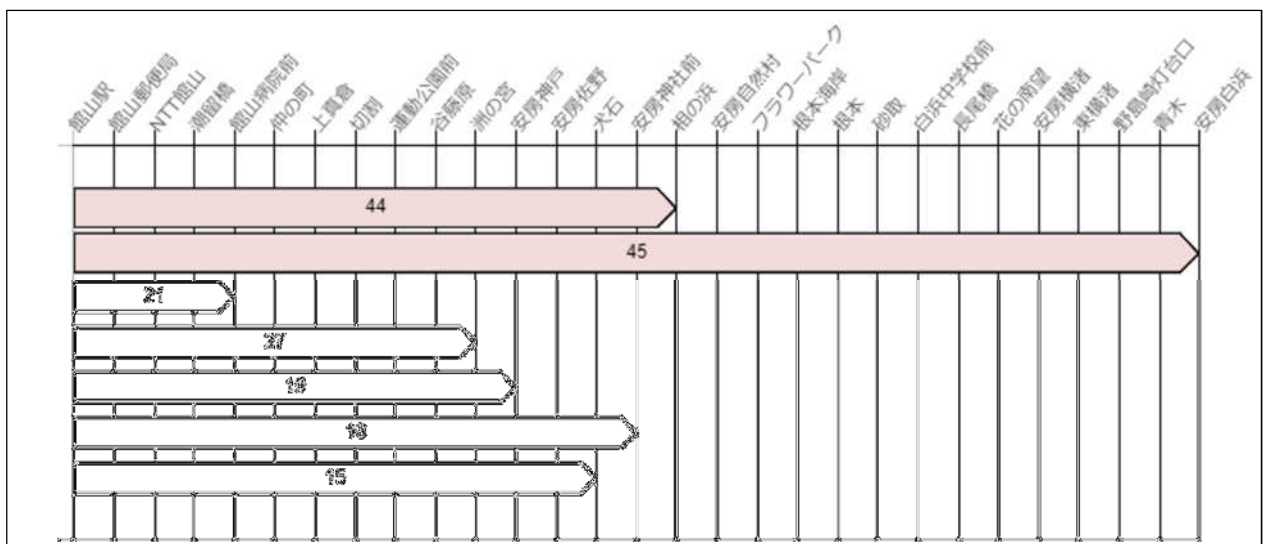 館山駅
館山郵便局
NTT館山
潮留橋
館山病院前
仲の町
上真倉
切割
運動公園前
谷藤原
洲の宮
安房神戸
安房佐野
犬石
安房神社前
相の浜
安房自然村
フラワーパーク
根本海岸
根本
砂取
白浜中学校前
長尾橋
花の南望
安房横渚
東横渚
野島崎灯台口
青木
安房白浜
44
45
21
27
19
18
15